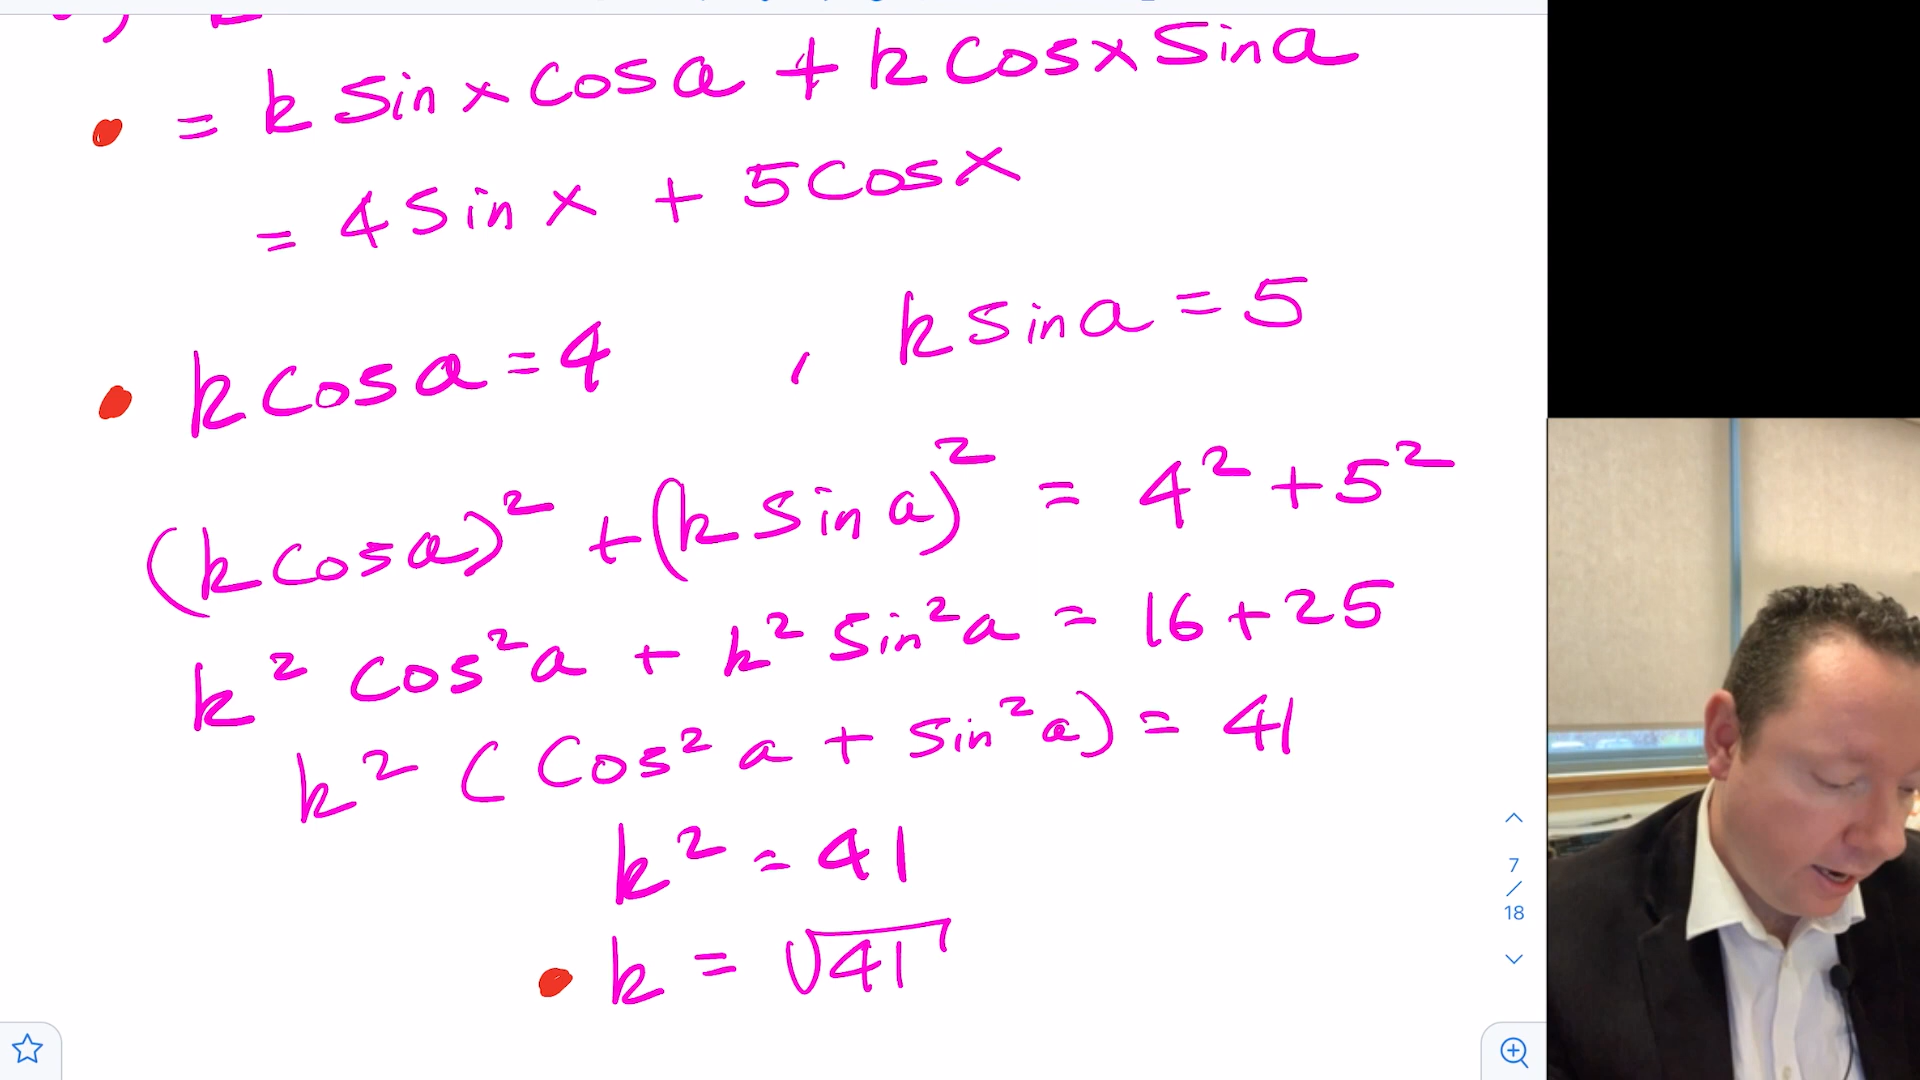 = k sin x cos a + k cos x sin a
= 4 sin x + 5 cos x
k cos a = 4 , k sin a = 5
(k cos a)² + (k sin a)² = 4² + 5²
k² cos² a + k² sin² a = 16 + 25
k² (cos² a + sin² a) = 41
k² = 41
k = √41
7
/
18